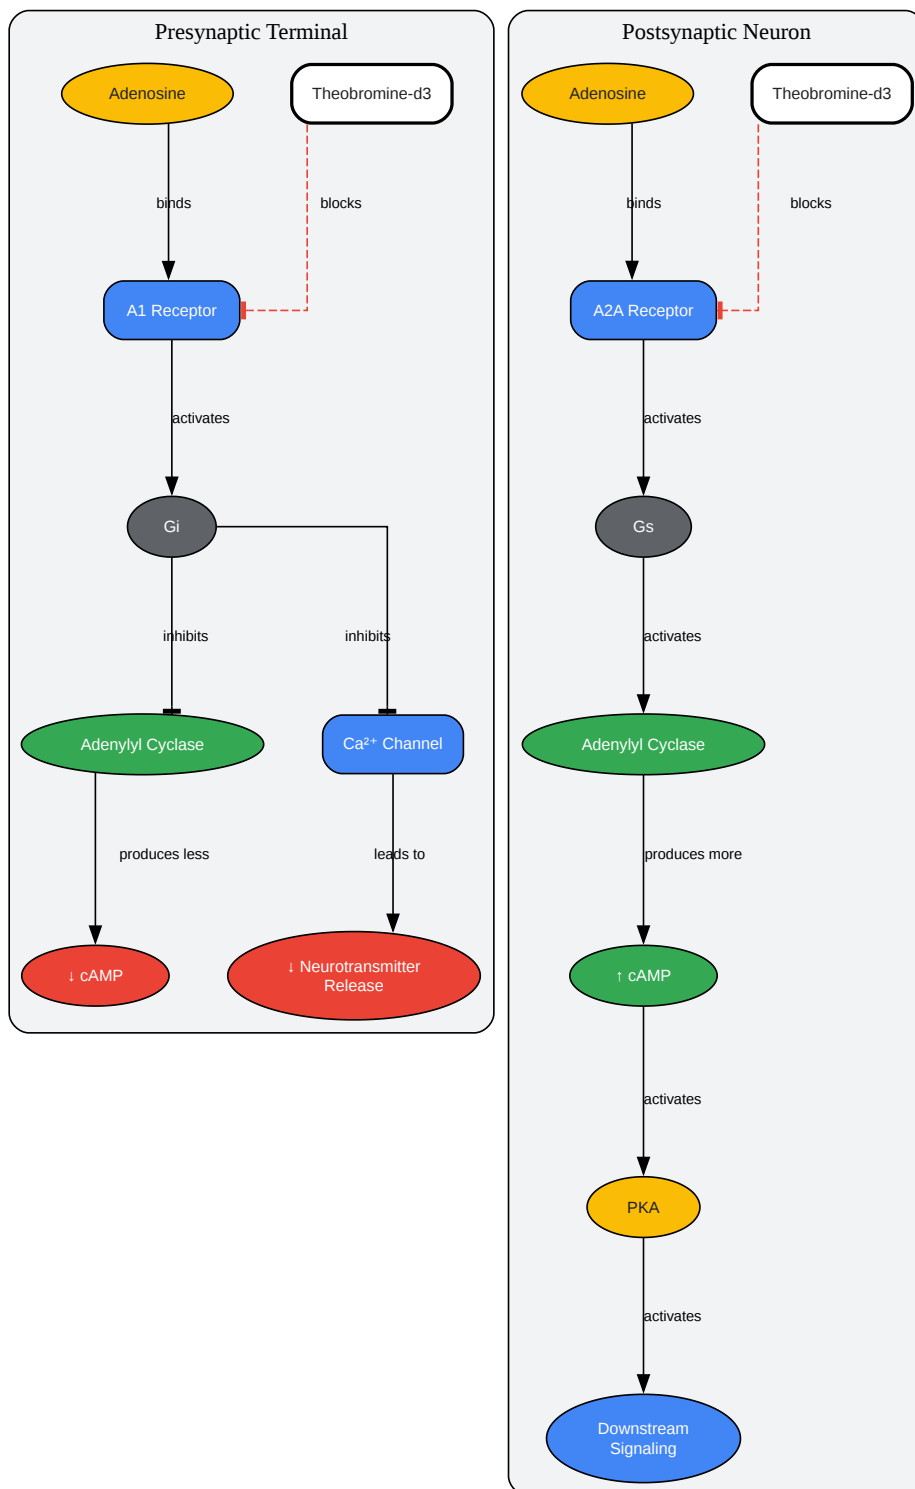 Presynaptic Terminal
Adenosine
Theobromine-d3
binds
blocks
A1 Receptor
activates
Gi
inhibits
inhibits
Adenylyl Cyclase
Ca²⁺ Channel
produces less
leads to
↓ cAMP
↓ Neurotransmitter
Release
Postsynaptic Neuron
Adenosine
Theobromine-d3
binds
blocks
A2A Receptor
activates
Gs
activates
Adenylyl Cyclase
produces more
↑ cAMP
activates
PKA
activates
Downstream
Signaling